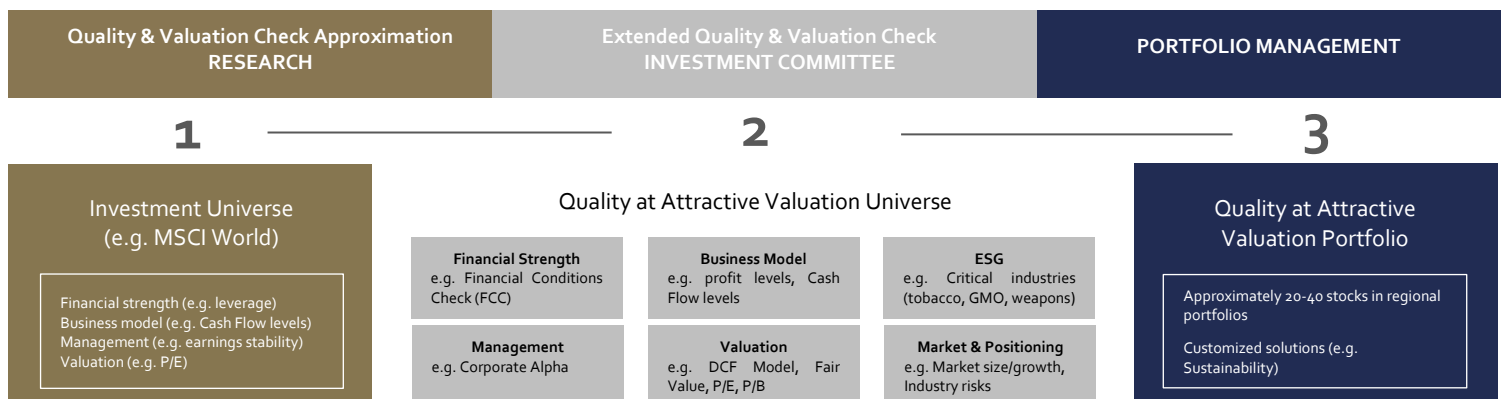 Quality & Valuation Check Approximation
RESEARCH
Extended Quality & Valuation Check
INVESTMENT COMMITTEE
PORTFOLIO MANAGEMENT
1
2
3
Investment Universe
(e.g. MSCI World)
Financial strength (e.g. leverage)
Business model (e.g. Cash Flow levels)
Management (e.g. earnings stability)
Valuation (e.g. P/E)
Quality at Attractive Valuation Universe
Financial Strength
e.g. Financial Conditions
Check (FCC)
Business Model
e.g. profit levels, Cash
Flow levels
ESG
e.g. Critical industries
(tobacco, GMO, weapons)
Management
e.g. Corporate Alpha
Valuation
e.g. DCF Model, Fair
Value, P/E, P/B
Market & Positioning
e.g. Market size/growth,
Industry risks
Quality at Attractive
Valuation Portfolio
Approximately 20-40 stocks in regional
portfolios
Customized solutions (e.g.
Sustainability)